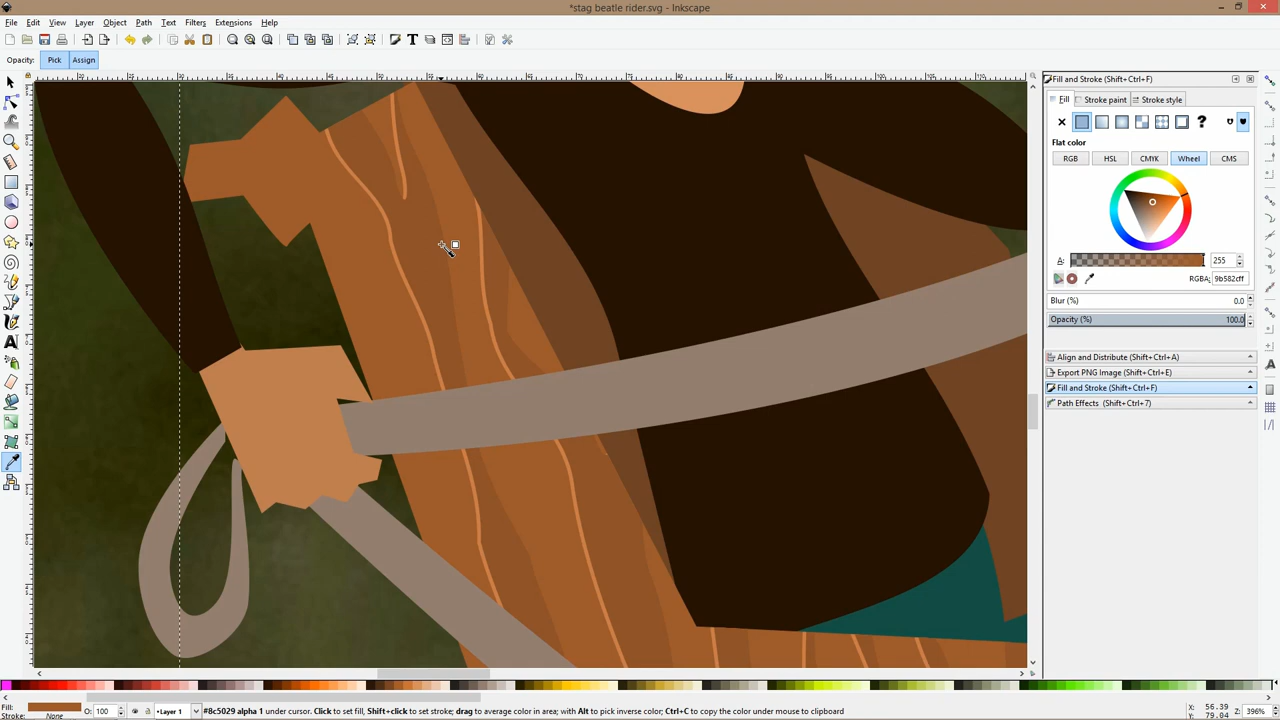 *stag beatle rider.svg - Inkscape
File Edit View Layer Object Path Text Filters Extensions Help
Opacity: Pick Assign
Fill and Stroke (Shift+Ctrl+F)
Fill Stroke paint Stroke style
Flat color
RGB HSL CMYK Wheel CMS
A: 255
RGBA: 9b582cff
Blur (%) 0.0
Opacity (%) 100.0
Align and Distribute (Shift+Ctrl+A)
Export PNG Image (Shift+Ctrl+E)
Fill and Stroke (Shift+Ctrl+F)
Path Effects (Shift+Ctrl+7)
Fill: O: 100 •Layer 1 #8c5029 alpha 1 under cursor. Click to set fill, Shift+click to set stroke; drag to average color in area; with Alt to pick inverse color; Ctrl+C to copy the color under mouse to clipboard X: 56.39 Z: 396%
Stroke: None Y: 79.04